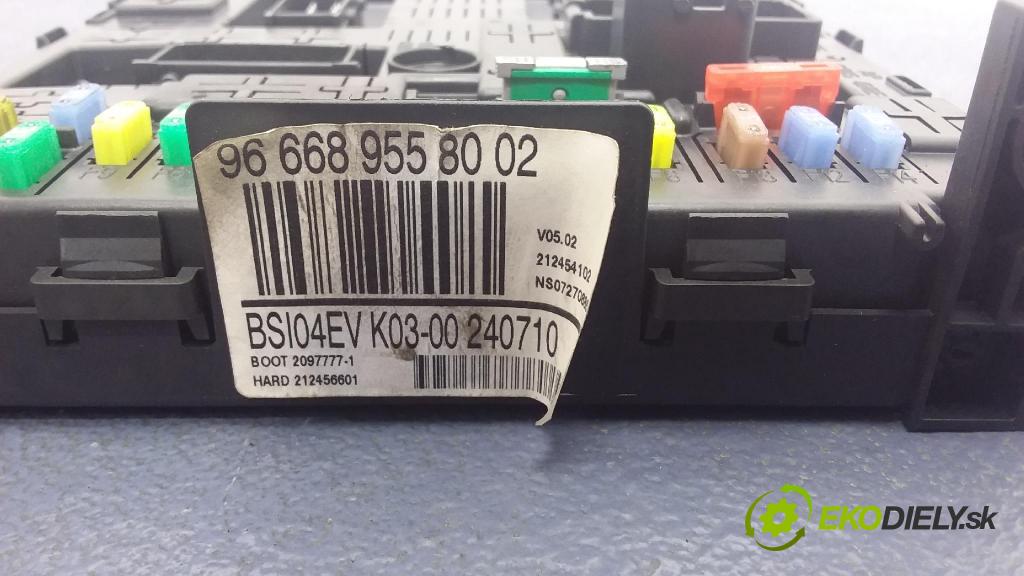 96 668 955 80 02
V05.02
212454102
BSI04EV K03-00 240710
BOOT 2097777-1
HARD 212456601
EKODIELY.sk